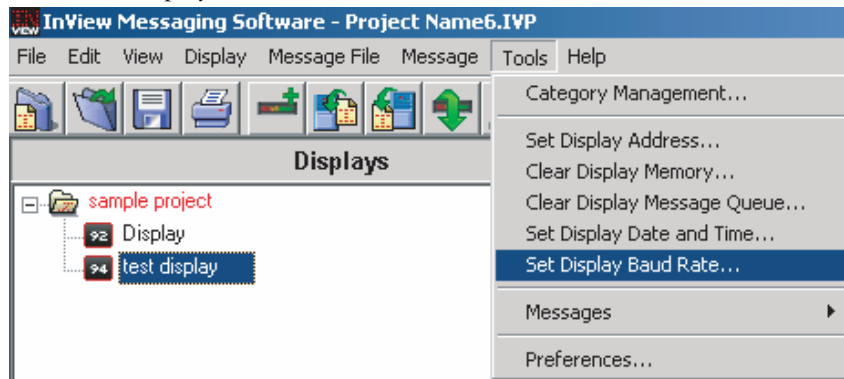 InView Messaging Software - Project Name6.IVP
File Edit View Display Message File Message Tools Help
Category Management...
Set Display Address...
Displays
Clear Display Memory...
sample project
Clear Display Message Queue...
92 Display
Set Display Date and Time...
94 test display
Set Display Baud Rate...
Messages
Preferences...